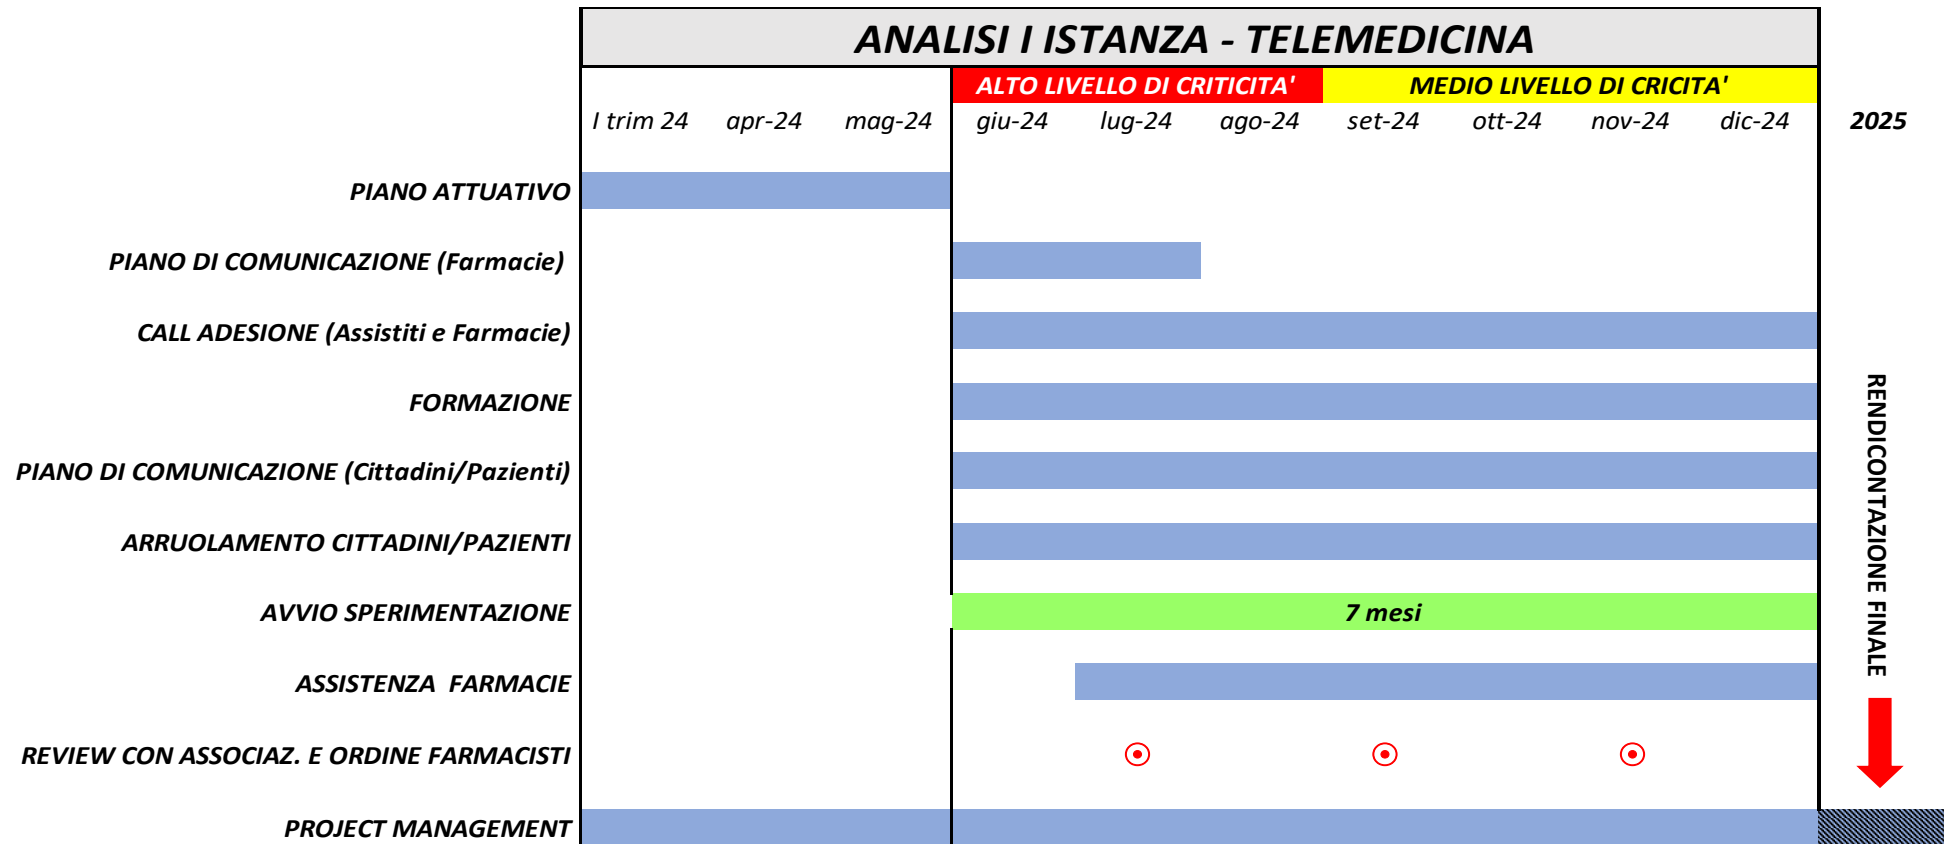 ANALISI I ISTANZA - TELEMEDICINA
ALTO LIVELLO DI CRITICITA' MEDIO LIVELLO DI CRICITA'
I trim 24 apr-24 mag-24 giu-24 lug-24 ago-24 set-24 ott-24 nov-24 dic-24 2025
PIANO ATTUATIVO
PIANO DI COMUNICAZIONE (Farmacie)
CALL ADESIONE (Assistiti e Farmacie)
FORMAZIONE
PIANO DI COMUNICAZIONE (Cittadini/Pazienti)
ARRUOLAMENTO CITTADINI/PAZIENTI
AVVIO SPERIMENTAZIONE 7 mesi
ASSISTENZA FARMACIE
REVIEW CON ASSOCIAZ. E ORDINE FARMACISTI
PROJECT MANAGEMENT
RENDICONTAZIONE FINALE